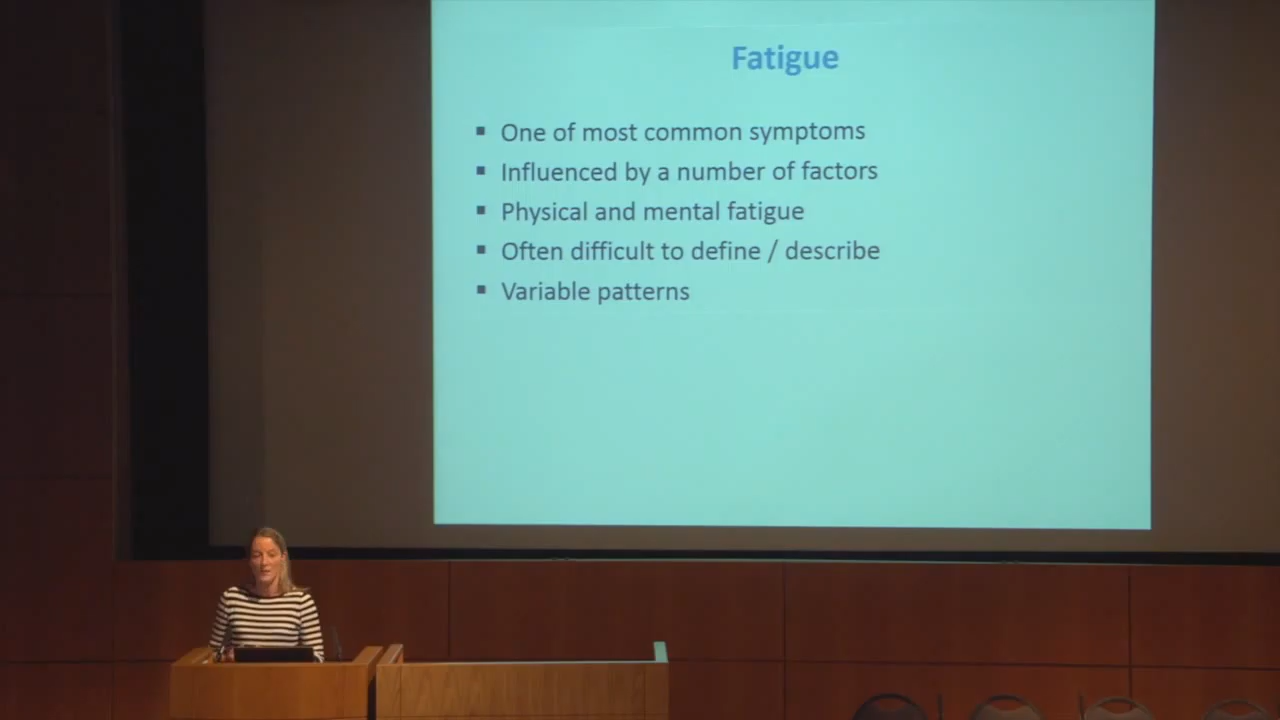 Fatigue
▪ One of most common symptoms
▪ Influenced by a number of factors
▪ Physical and mental fatigue
▪ Often difficult to define / describe
▪ Variable patterns